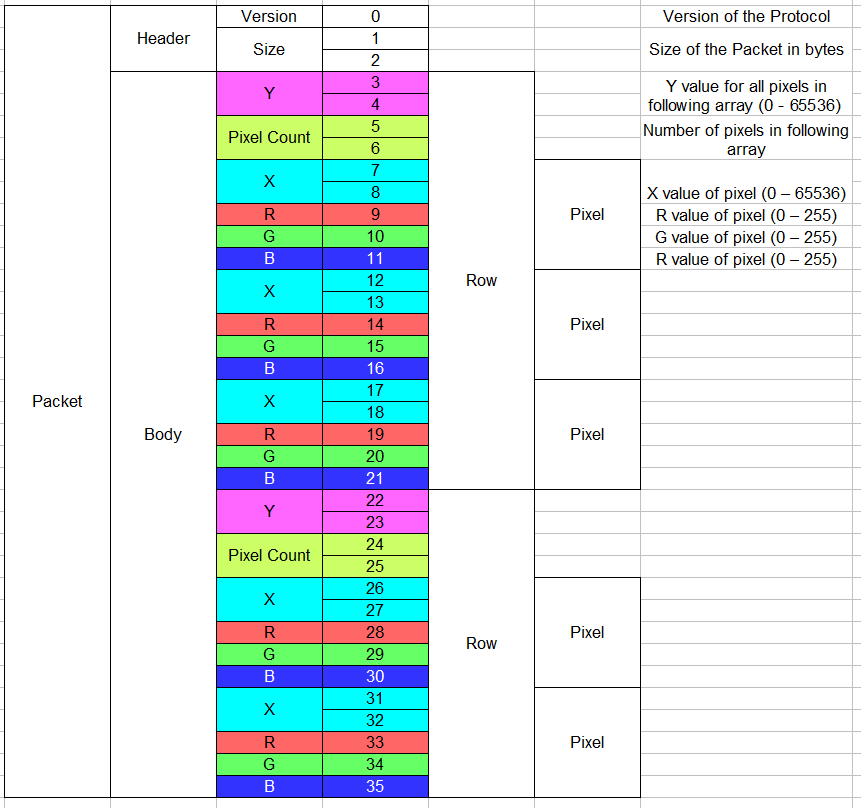 Version 0 Version of the Protocol
Header 1
Size Size of the Packet in bytes
2
3 Y value for all pixels in
Y
4 following array (0 - 65536)
5 Number of pixels in following
Pixel Count
6 array
7
X
8 X value of pixel (0 – 65536)
R 9 Pixel R value of pixel (0 – 255)
G 10 G value of pixel (0 – 255)
B 11 R value of pixel (0 – 255)
12 Row
X
13
R 14 Pixel
G 15
B 16
17
Packet X
18
Body R 19 Pixel
G 20
B 21
22
Y
23
24
Pixel Count
25
26
X
27
R 28 Pixel
G 29 Row
B 30
31
X
32
R 33 Pixel
G 34
B 35